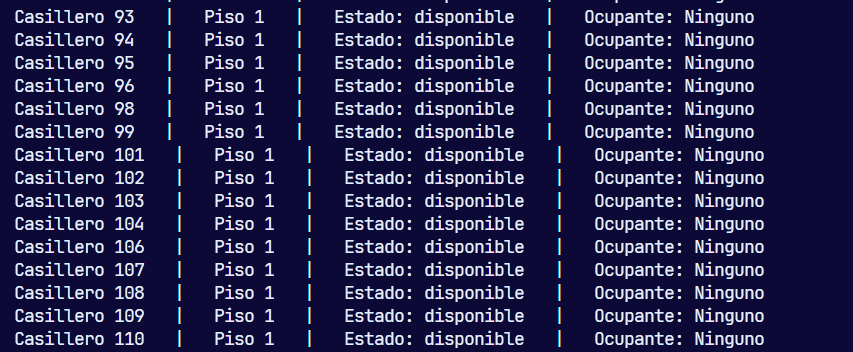 Casillero 93   |   Piso 1   |   Estado: disponible   |   Ocupante: Ninguno
Casillero 94   |   Piso 1   |   Estado: disponible   |   Ocupante: Ninguno
Casillero 95   |   Piso 1   |   Estado: disponible   |   Ocupante: Ninguno
Casillero 96   |   Piso 1   |   Estado: disponible   |   Ocupante: Ninguno
Casillero 98   |   Piso 1   |   Estado: disponible   |   Ocupante: Ninguno
Casillero 99   |   Piso 1   |   Estado: disponible   |   Ocupante: Ninguno
Casillero 101   |   Piso 1   |   Estado: disponible   |   Ocupante: Ninguno
Casillero 102   |   Piso 1   |   Estado: disponible   |   Ocupante: Ninguno
Casillero 103   |   Piso 1   |   Estado: disponible   |   Ocupante: Ninguno
Casillero 104   |   Piso 1   |   Estado: disponible   |   Ocupante: Ninguno
Casillero 106   |   Piso 1   |   Estado: disponible   |   Ocupante: Ninguno
Casillero 107   |   Piso 1   |   Estado: disponible   |   Ocupante: Ninguno
Casillero 108   |   Piso 1   |   Estado: disponible   |   Ocupante: Ninguno
Casillero 109   |   Piso 1   |   Estado: disponible   |   Ocupante: Ninguno
Casillero 110   |   Piso 1   |   Estado: disponible   |   Ocupante: Ninguno